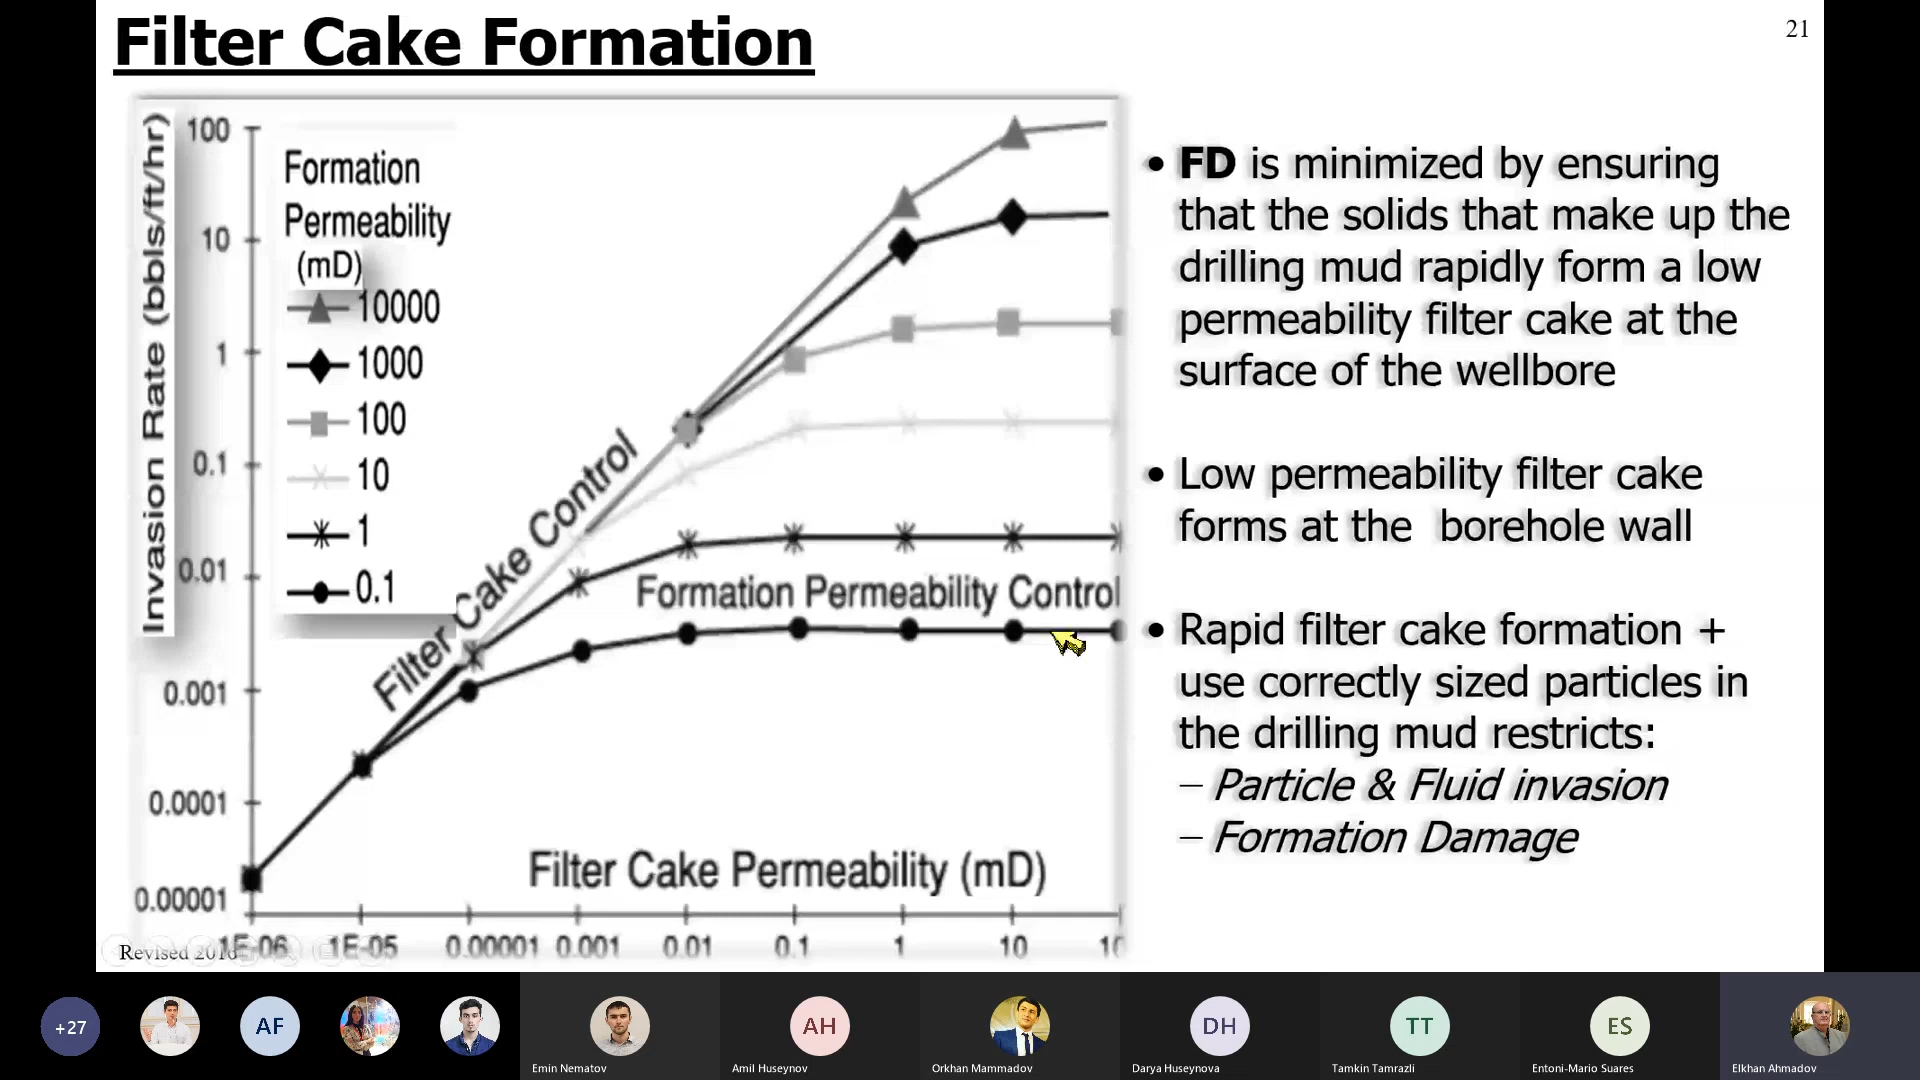 Filter Cake Formation
21
Invasion Rate (bbls/ft/hr)
100
10
1
0.1
0.01
0.001
0.0001
0.00001
Formation
Permeability
(mD)
10000
1000
100
10
1
0.1
Filter Cake Control
Formation Permeability Control
Filter Cake Permeability (mD)
1E-06 1E-05 0.00001 0.001 0.01 0.1 1 10 10
Revised 2016
• FD is minimized by ensuring
that the solids that make up the
drilling mud rapidly form a low
permeability filter cake at the
surface of the wellbore
• Low permeability filter cake
forms at the borehole wall
• Rapid filter cake formation +
use correctly sized particles in
the drilling mud restricts:
– Particle & Fluid invasion
– Formation Damage
+27
AF
AH
DH
TT
ES
Emin Nematov
Amil Huseynov
Orkhan Mammadov
Darya Huseynova
Tamkin Tamrazli
Entoni-Mario Suares
Elkhan Ahmadov